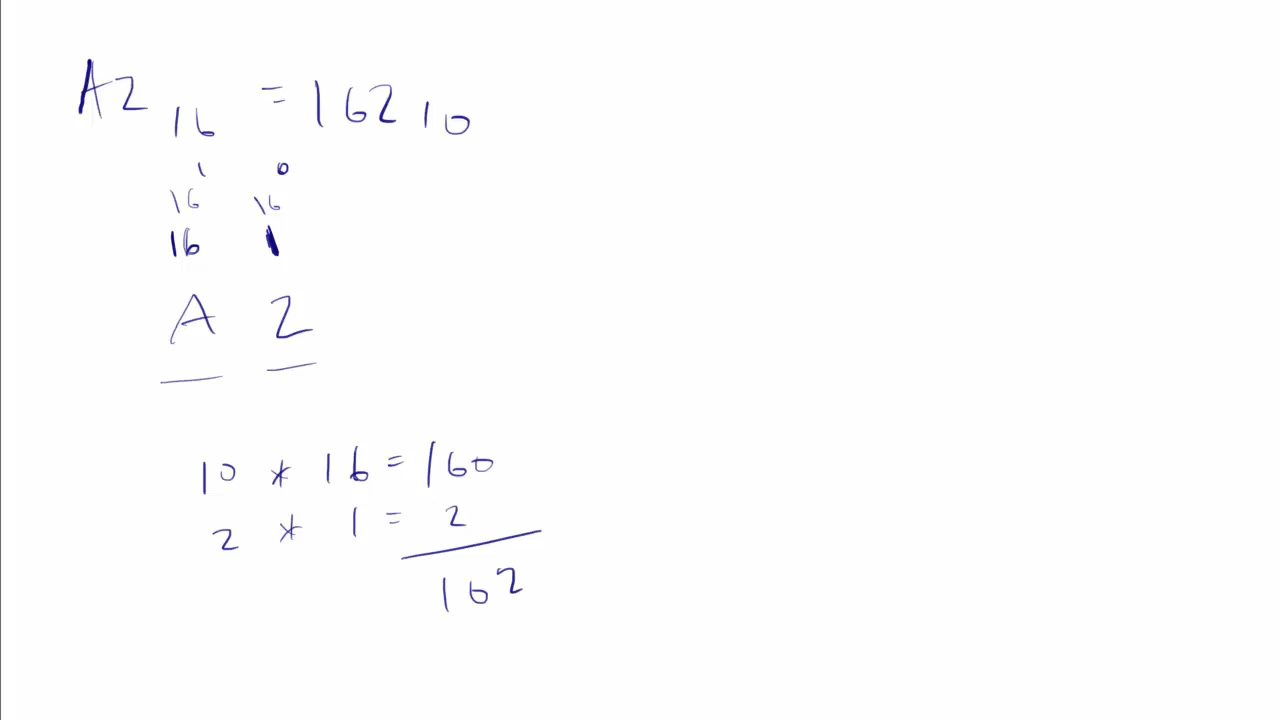 A2 16 = 162 10
1 0
16 16
16 1
A 2
10 * 16 = 160
2 * 1 = 2
162